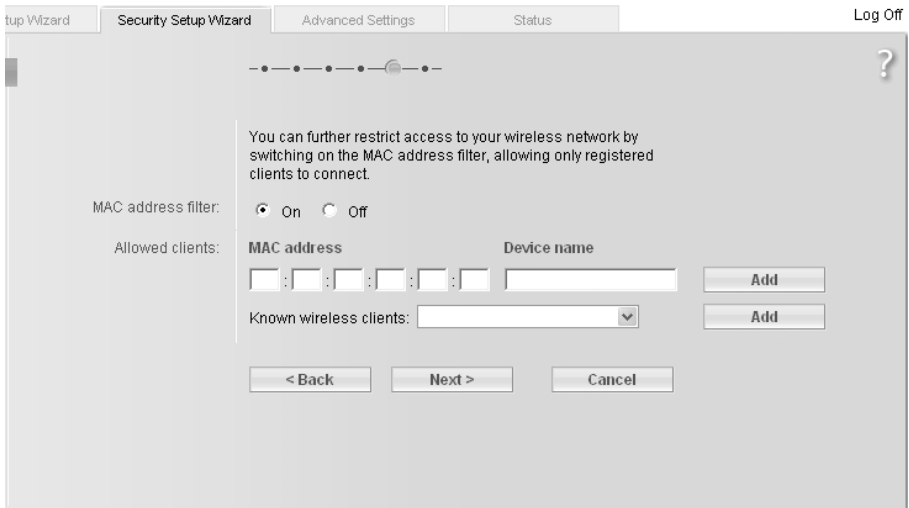 tup Wizard
Security Setup Wizard
Advanced Settings
Status
Log Off
?
You can further restrict access to your wireless network by
switching on the MAC address filter, allowing only registered
clients to connect.
MAC address filter:
On
Off
Allowed clients:
MAC address
Device name
: : : : :
Add
Known wireless clients:
Add
< Back
Next >
Cancel